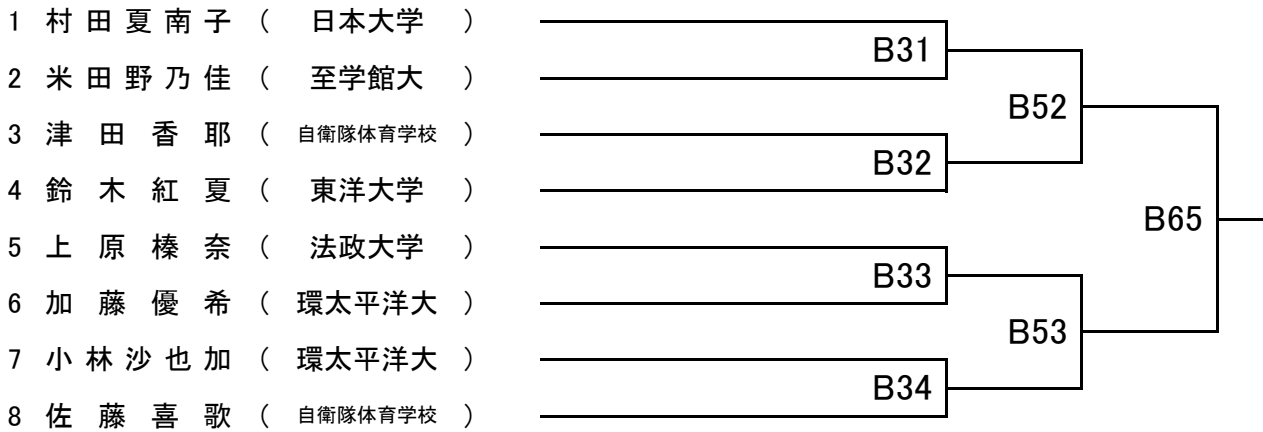 1 村田夏南子 ( 日本大学 )
B31
2 米田野乃佳 ( 至学館大 )
B52
3 津田香耶 ( 自衛隊体育学校 )
B32
4 鈴木紅夏 ( 東洋大学 )
B65
5 上原榛奈 ( 法政大学 )
B33
6 加藤優希 ( 環太平洋大 )
B53
7 小林沙也加 ( 環太平洋大 )
B34
8 佐藤喜歌 ( 自衛隊体育学校 )